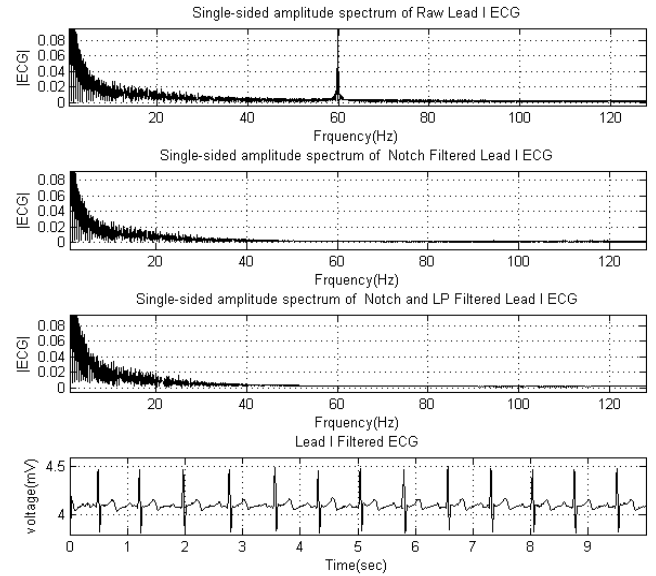 Single-sided amplitude spectrum of Raw Lead I ECG
|ECG|
0.08
0.06
0.04
0.02
0
20 40 60 80 100 120
Frquency(Hz)
Single-sided amplitude spectrum of Notch Filtered Lead I ECG
|ECG|
0.08
0.06
0.04
0.02
0
20 40 60 80 100 120
Frquency(Hz)
Single-sided amplitude spectrum of Notch and LP Filtered Lead I ECG
|ECG|
0.08
0.06
0.04
0.02
0
20 40 60 80 100 120
Frquency(Hz)
Lead I Filtered ECG
voltage(mV)
4.5
4
0 1 2 3 4 5 6 7 8 9
Time(sec)